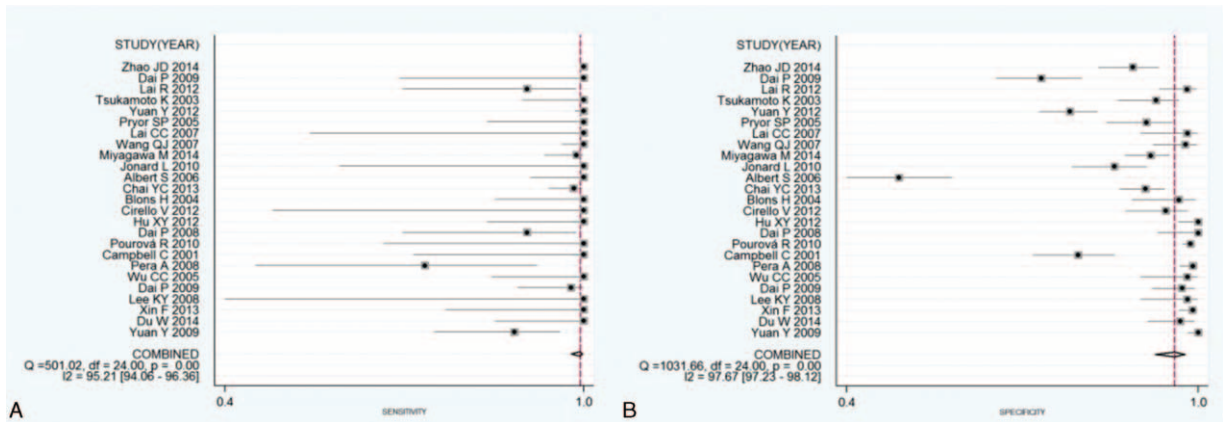 STUDY(YEAR)
Zhao JD 2014
Dai P 2009
Lai R 2012
Tsukamoto K 2003
Yuan Y 2012
Pryor SP 2005
Lai CC 2007
Wang QJ 2007
Miyagawa M 2014
Jonard L 2010
Albert S 2006
Chai YC 2013
Blons H 2004
Cirello V 2012
Hu XY 2012
Dai P 2008
Pourová R 2010
Campbell C 2001
Pera A 2008
Wu CC 2005
Dai P 2009
Lee KY 2008
Xin F 2013
Du W 2014
Yuan Y 2009
COMBINED
Q =501.02, df = 24.00, p = 0.00
I2 = 95.21 [94.06 - 96.36]
0.4 1.0
SENSITIVITY
A
STUDY(YEAR)
Zhao JD 2014
Dai P 2009
Lai R 2012
Tsukamoto K 2003
Yuan Y 2012
Pryor SP 2005
Lai CC 2007
Wang QJ 2007
Miyagawa M 2014
Jonard L 2010
Albert S 2006
Chai YC 2013
Blons H 2004
Cirello V 2012
Hu XY 2012
Dai P 2008
Pourová R 2010
Campbell C 2001
Pera A 2008
Wu CC 2005
Dai P 2009
Lee KY 2008
Xin F 2013
Du W 2014
Yuan Y 2009
COMBINED
Q =1031.66, df = 24.00, p = 0.00
I2 = 97.67 [97.23 - 98.12]
0.4 1.0
SPECIFICITY
B